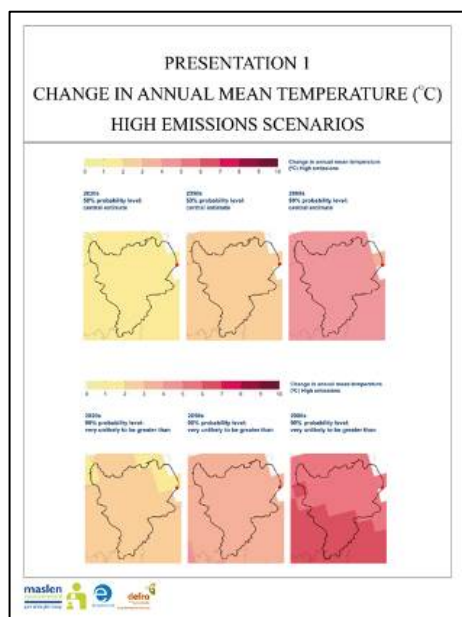 PRESENTATION 1
CHANGE IN ANNUAL MEAN TEMPERATURE (°C)
HIGH EMISSIONS SCENARIOS
0 1 2 3 4 5 6 7 8 9 10
Change in annual mean temperature
(°C) High emissions
2020s
50% probability level:
central estimate
2050s
50% probability level:
central estimate
2080s
50% probability level:
central estimate
0 1 2 3 4 5 6 7 8 9 10
Change in annual mean temperature
(°C) High emissions
2020s
90% probability level:
very unlikely to be greater than
2050s
90% probability level:
very unlikely to be greater than
2080s
90% probability level:
very unlikely to be greater than
maslen
defra